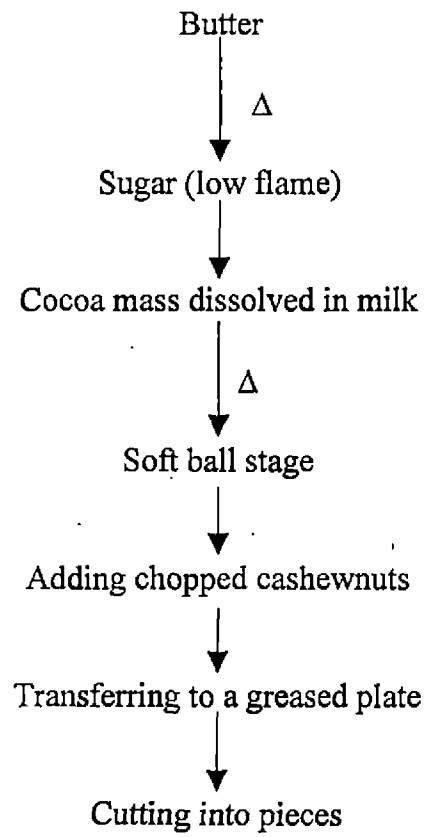 Butter
Δ
Sugar (low flame)
Cocoa mass dissolved in milk
Δ
Soft ball stage
Adding chopped cashewnuts
Transferring to a greased plate
Cutting into pieces